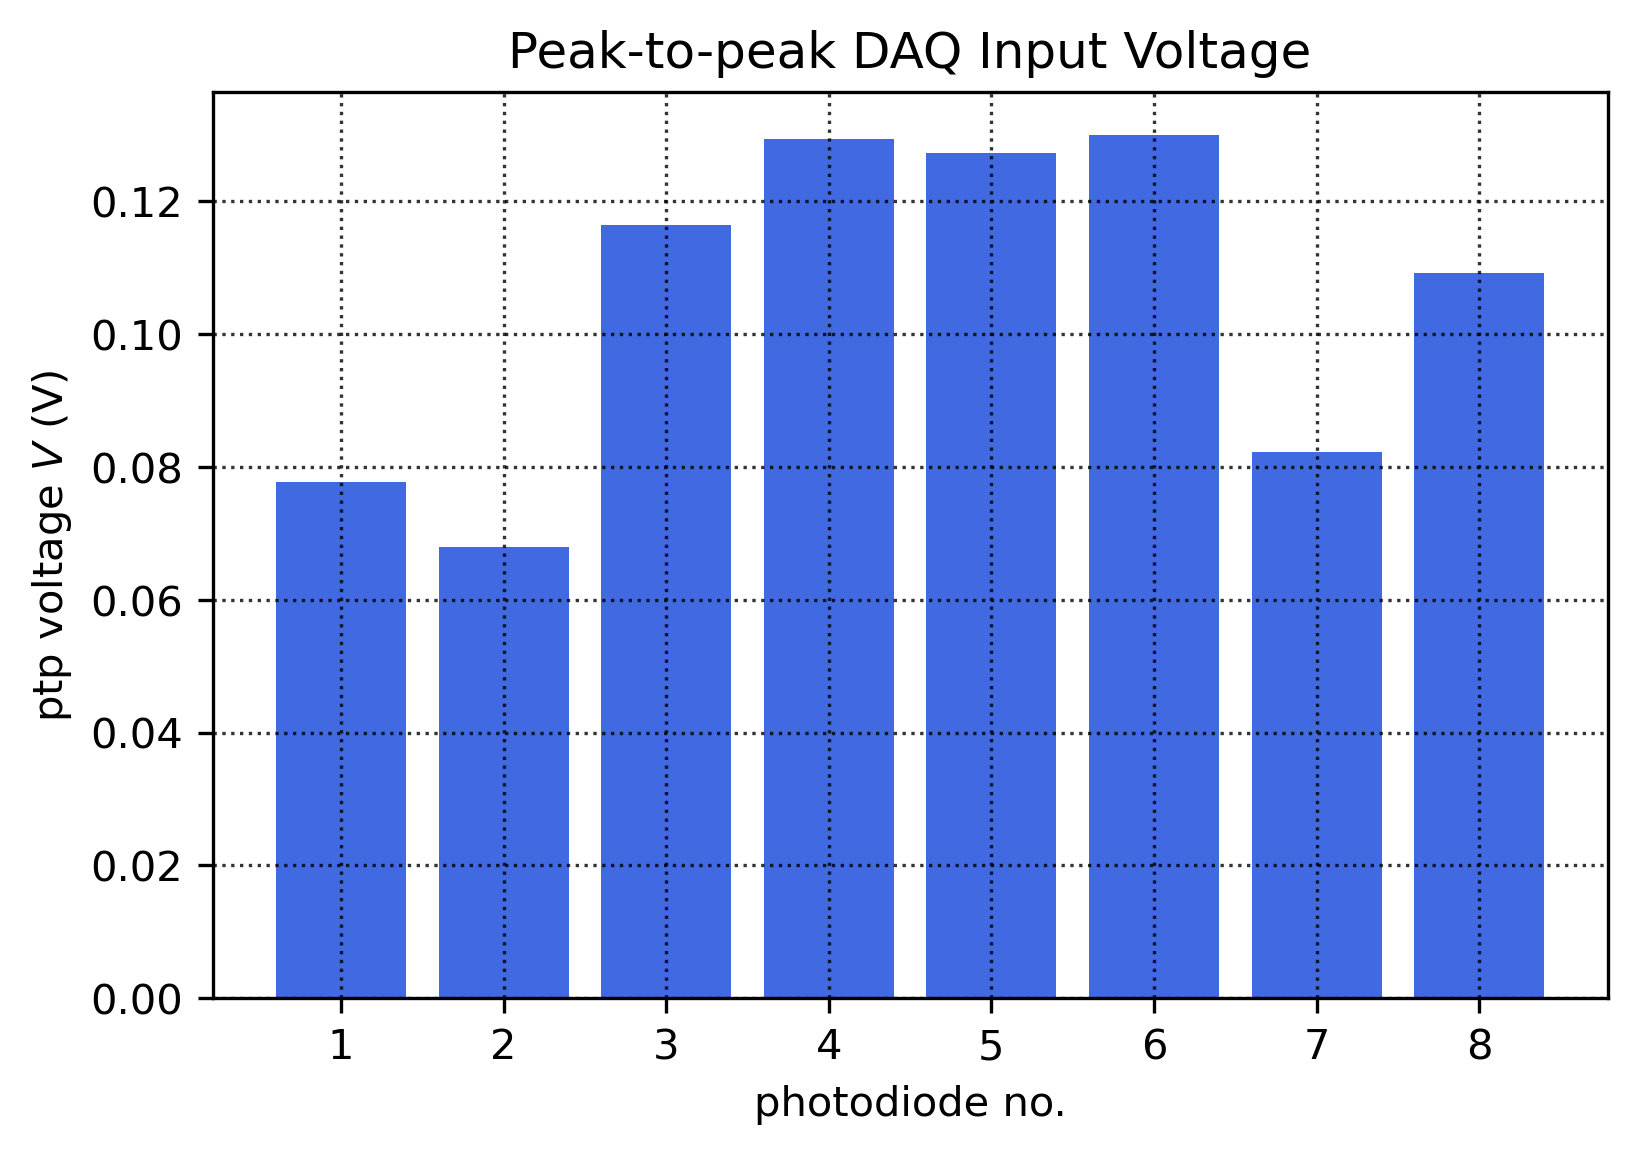 Peak-to-peak DAQ Input Voltage
ptp voltage V (V)
0.12
0.10
0.08
0.06
0.04
0.02
0.00
1 2 3 4 5 6 7 8
photodiode no.